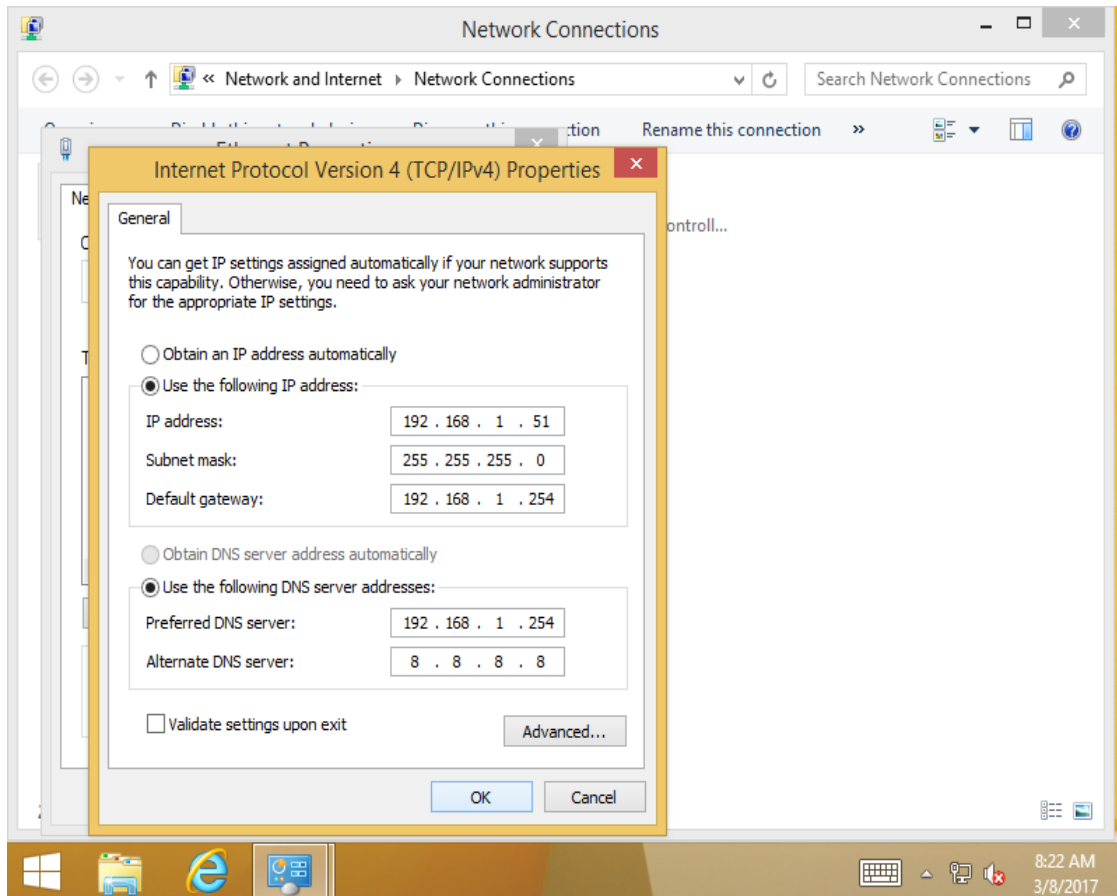 Network Connections
« Network and Internet Network Connections
Search Network Connections
Rename this connection »
Internet Protocol Version 4 (TCP/IPv4) Properties
General
ontroll...
You can get IP settings assigned automatically if your network supports
this capability. Otherwise, you need to ask your network administrator
for the appropriate IP settings.
Obtain an IP address automatically
Use the following IP address:
IP address: 192 . 168 . 1 . 51
Subnet mask: 255 . 255 . 255 . 0
Default gateway: 192 . 168 . 1 . 254
Obtain DNS server address automatically
Use the following DNS server addresses:
Preferred DNS server: 192 . 168 . 1 . 254
Alternate DNS server: 8 . 8 . 8 . 8
Validate settings upon exit
Advanced...
OK Cancel
8:22 AM
3/8/2017